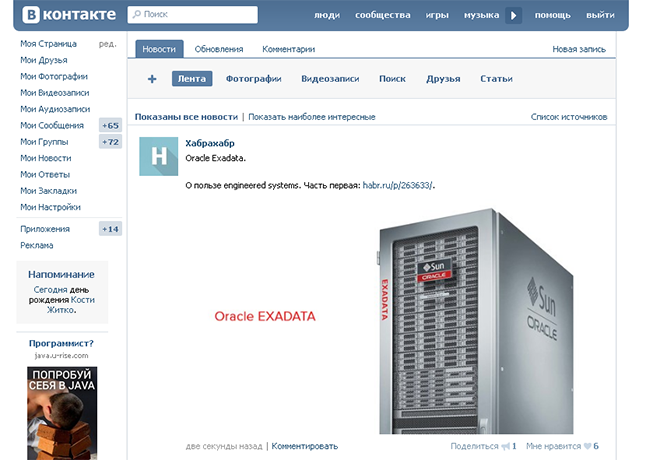 В контакте
Поиск
люди сообщества игры музыка помощь выйти
Моя Страница ред.
Мои Друзья
Мои Фотографии
Мои Видеозаписи
Мои Аудиозаписи
Мои Сообщения +65
Мои Группы +72
Мои Новости
Мои Ответы
Мои Закладки
Мои Настройки
Приложения +14
Реклама
Напоминание
Сегодня день
рождения Кости
Житко.
Программист?
java.u-rise.com
ПОПРОБУЙ
СЕБЯ В JAVA
Новости Обновления Комментарии Новая запись
+ Лента Фотографии Видеозаписи Поиск Друзья Статьи
Показаны все новости | Показать наиболее интересные Список источников
H
Хабрахабр
Oracle Exadata.
О пользе engineered systems. Часть первая: habr.ru/p/263633/.
Oracle EXADATA
Sun
ORACLE
EXADATA
Sun
ORACLE
две секунды назад | Комментировать Поделиться 1 Мне нравится 6